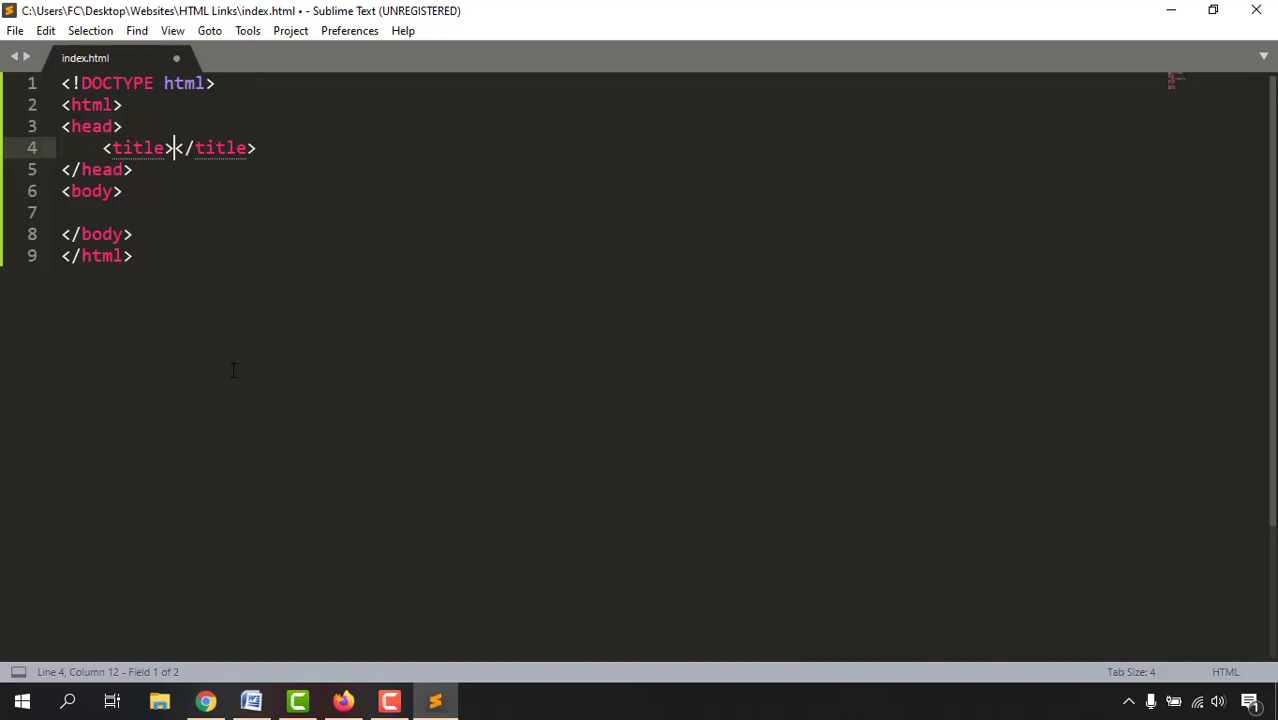 C:\Users\FC\Desktop\Websites\HTML Links\index.html • - Sublime Text (UNREGISTERED)
File Edit Selection Find View Goto Tools Project Preferences Help
index.html
1 <!DOCTYPE html>
2 <html>
3 <head>
4     <title></title>
5 </head>
6 <body>
7
8 </body>
9 </html>
Line 4, Column 12 - Field 1 of 2 Tab Size: 4 HTML
1